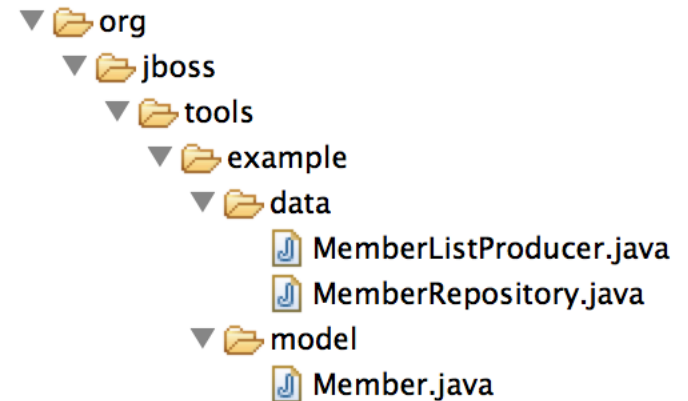 org
jboss
tools
example
data
MemberListProducer.java
MemberRepository.java
model
Member.java